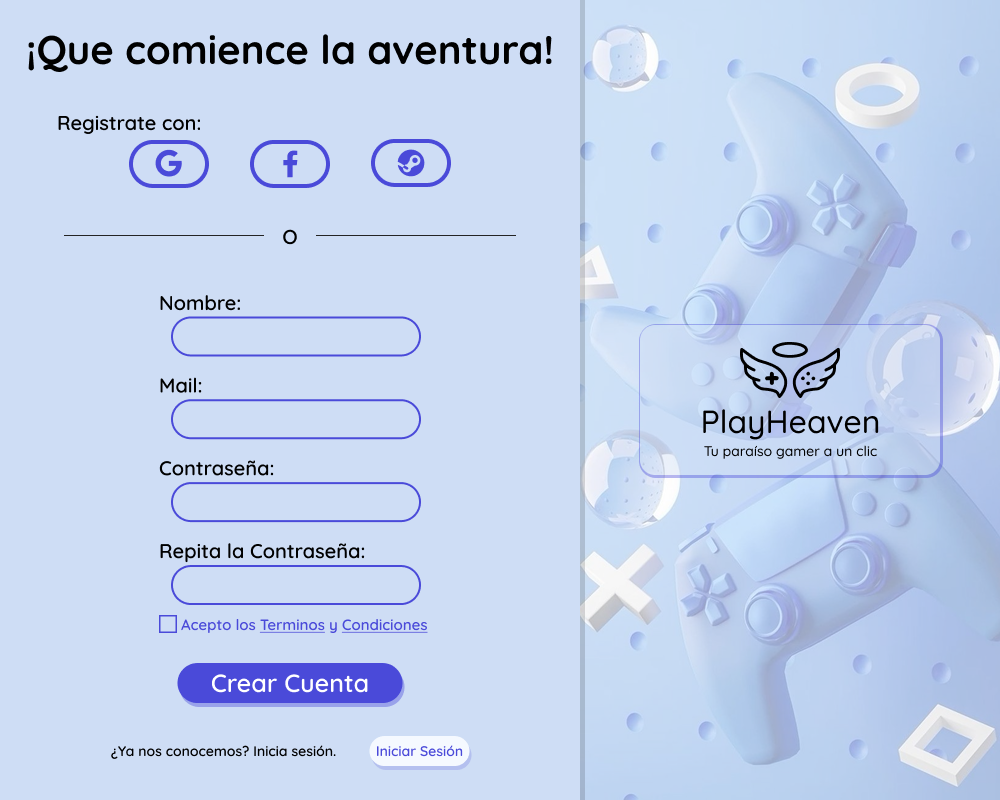 ¡Que comience la aventura!
Registrate con:
O
Nombre:
Mail:
Contraseña:
Repita la Contraseña:
Acepto los Terminos y Condiciones
Crear Cuenta
¿Ya nos conocemos? Inicia sesión.
Iniciar Sesión
PlayHeaven
Tu paraíso gamer a un clic